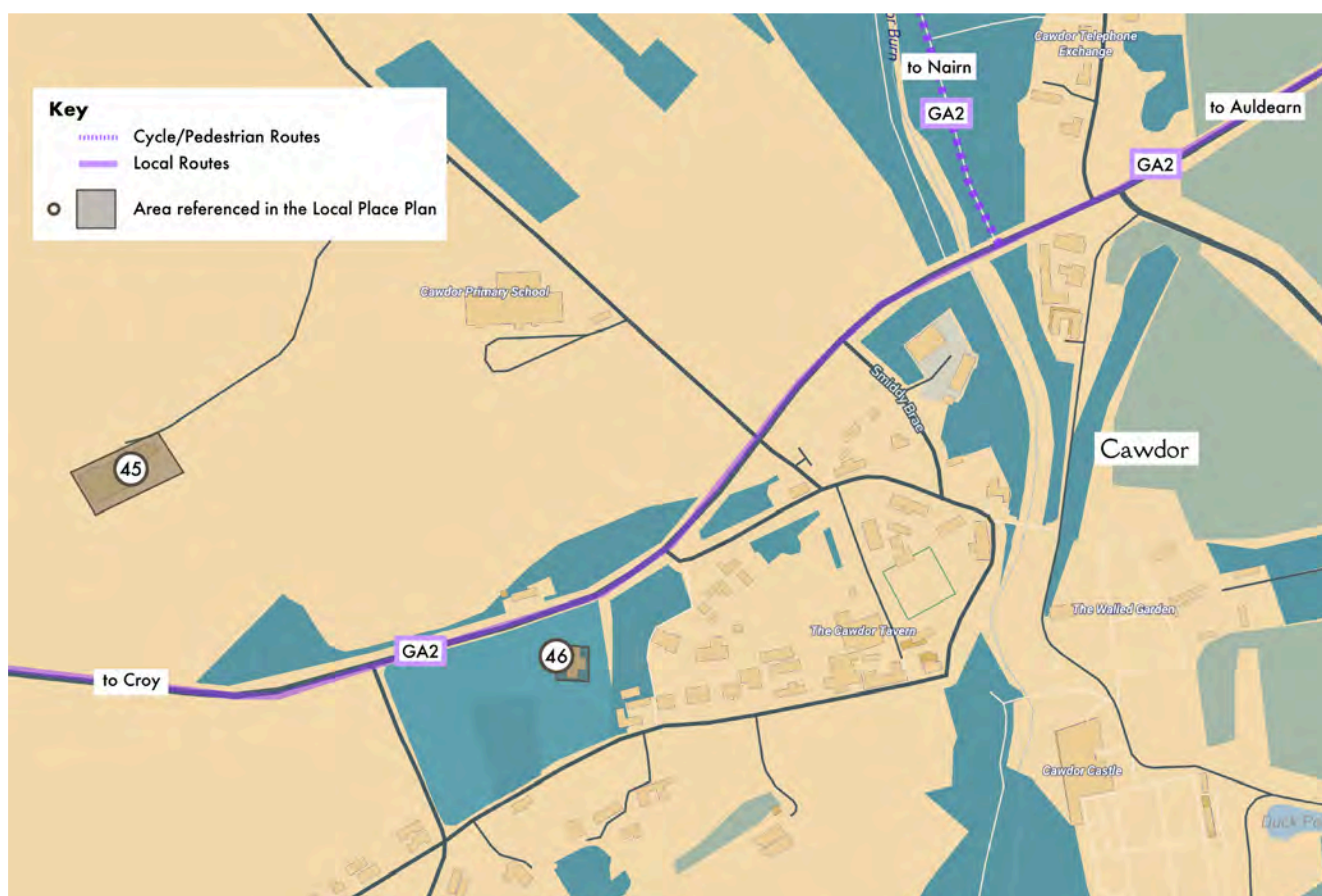 Key
Cycle/Pedestrian Routes
Local Routes
Area referenced in the Local Place Plan
to Nairn
GA2
Cawdor Telephone
Exchange
to Auldearn
GA2
Burn
Cawdor Primary School
Smiddy Brae
45
Cawdor
The Walled Garden
The Cawdor Tavern
46
GA2
to Croy
Cawdor Castle
Duck